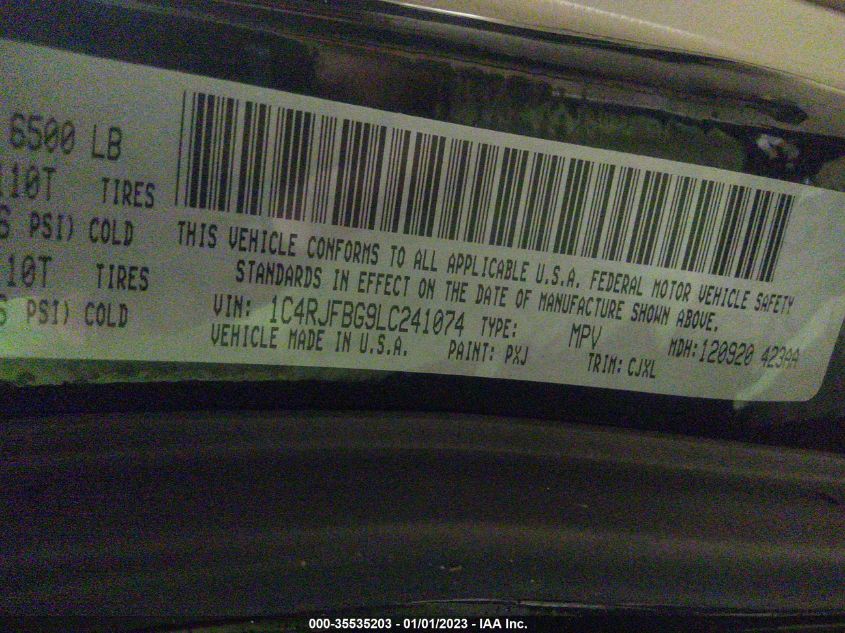 6500 LB
110T TIRES
PSI) COLD
10T TIRES
PSI) COLD
THIS VEHICLE CONFORMS TO ALL APPLICABLE U.S.A. FEDERAL MOTOR VEHICLE SAFETY
STANDARDS IN EFFECT ON THE DATE OF MANUFACTURE SHOWN ABOVE.
VIN: 1C4RJFBG9LC241074 TYPE: MPV MDH: 120920 423AA
VEHICLE MADE IN U.S.A. PAINT: PXJ TRIM: CJXL
000-35535203 - 01/01/2023 - IAA Inc.